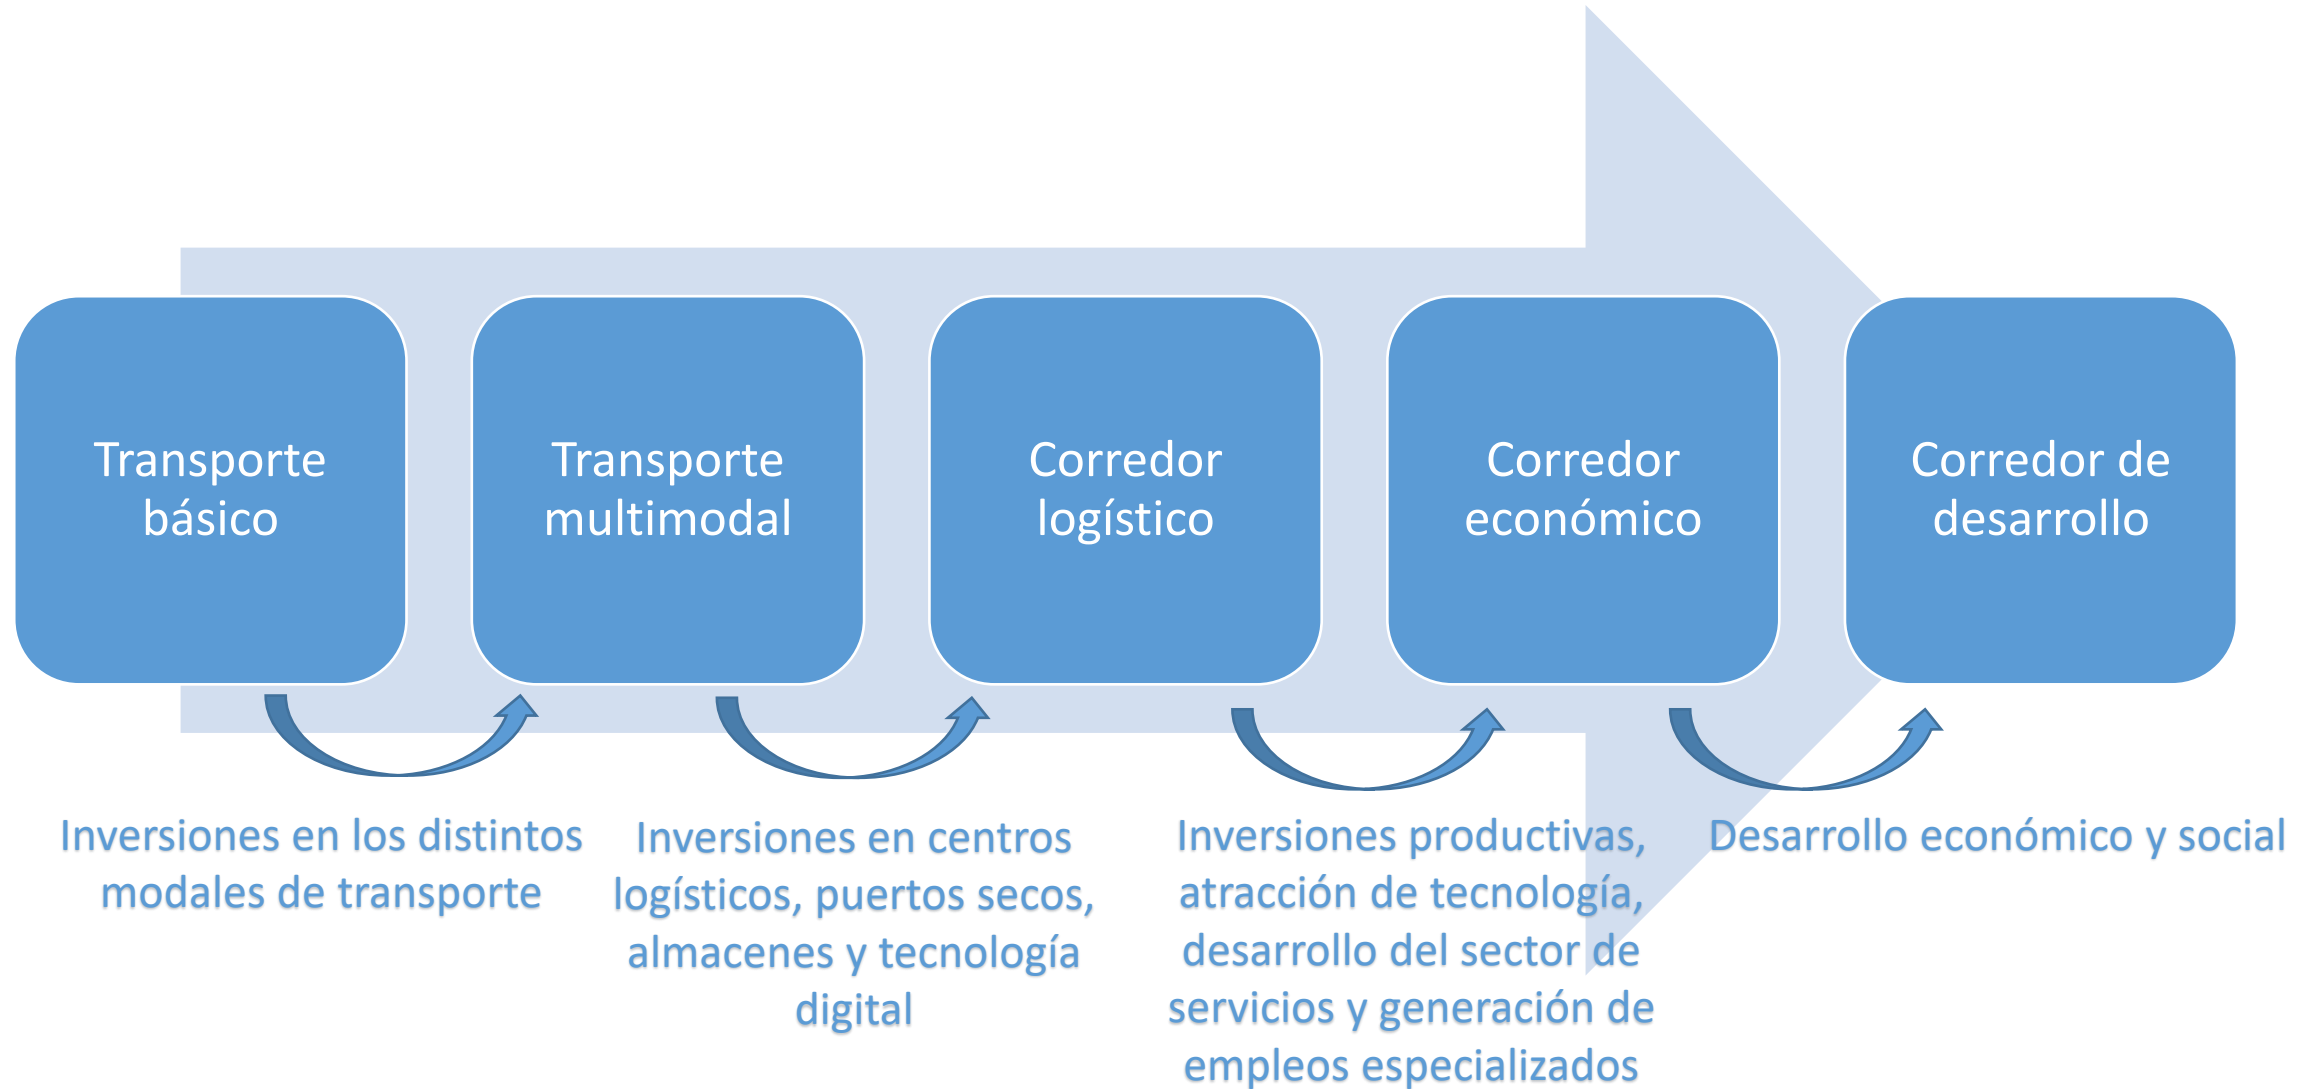 Transporte
básico
Transporte
multimodal
Corredor
logístico
Corredor
económico
Corredor de
desarrollo
Inversiones en los distintos
modales de transporte
Inversiones en centros
logísticos, puertos secos,
almacenes y tecnología
digital
Inversiones productivas,
atracción de tecnología,
desarrollo del sector de
servicios y generación de
empleos especializados
Desarrollo económico y social